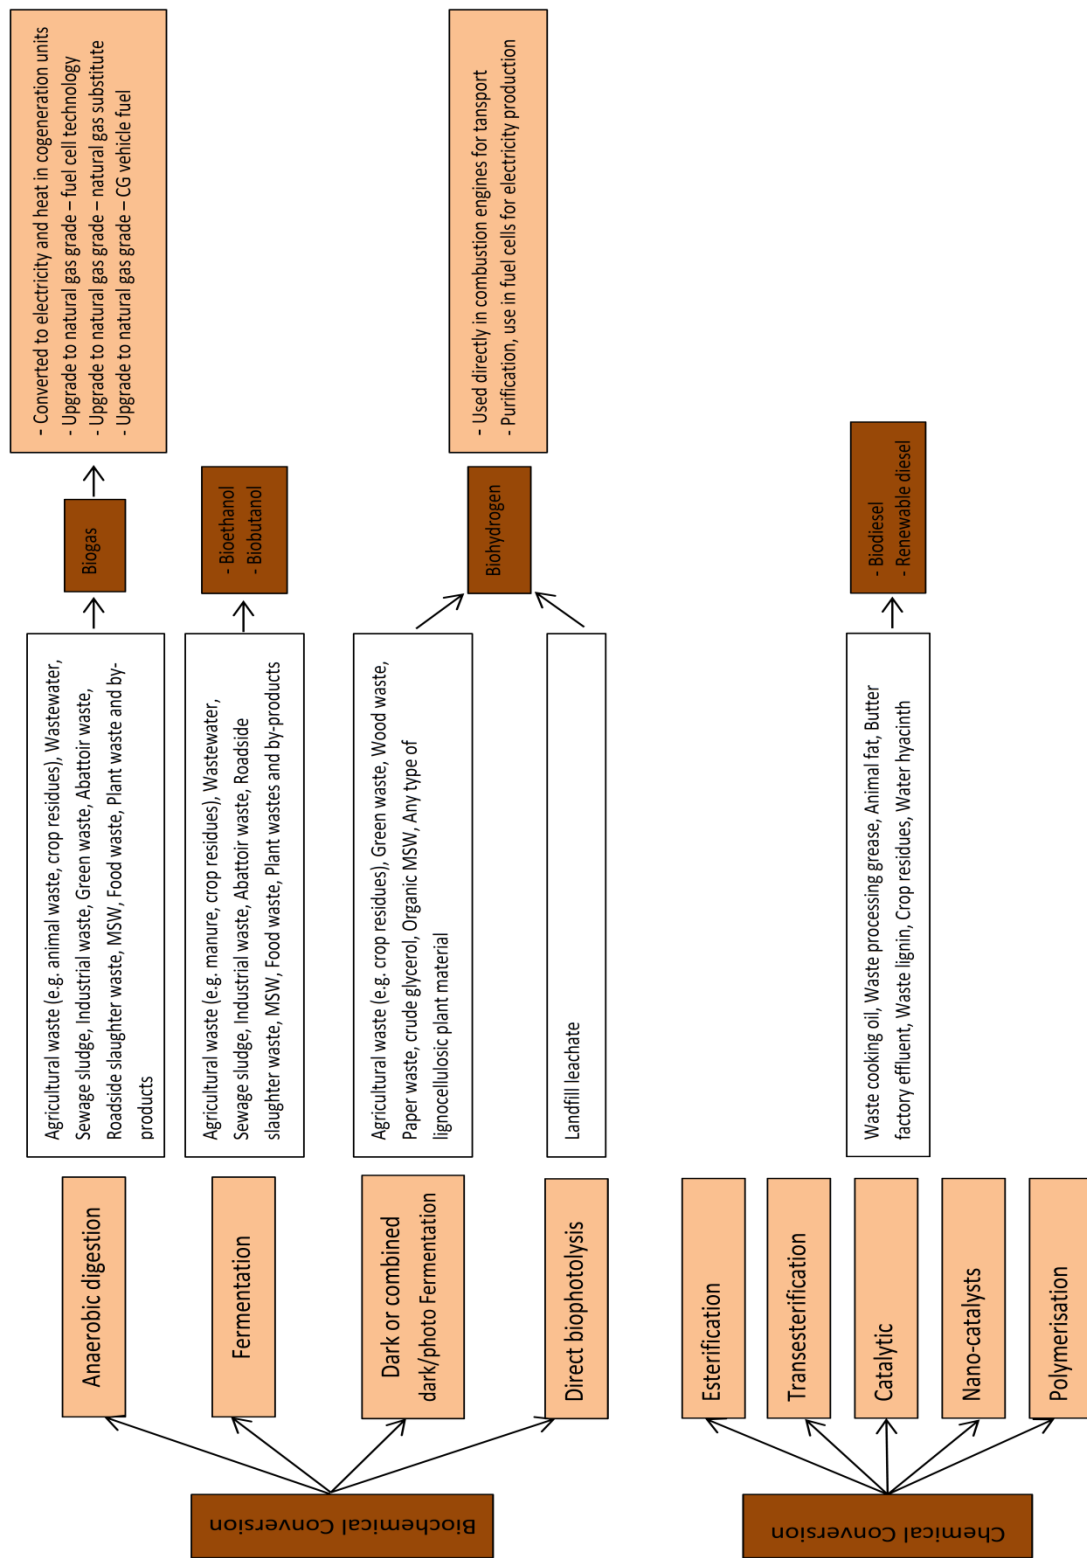 Biochemical Conversion
Anaerobic digestion
Agricultural waste (e.g. animal waste, crop residues), Wastewater,
Sewage sludge, Industrial waste, Green waste, Abattoir waste,
Roadside slaughter waste, MSW, Food waste, Plant waste and by-
products
Biogas
- Converted to electricity and heat in cogeneration units
- Upgrade to natural gas grade – fuel cell technology
- Upgrade to natural gas grade – natural gas substitute
- Upgrade to natural gas grade – CG vehicle fuel
Fermentation
Agricultural waste (e.g. manure, crop residues), Wastewater,
Sewage sludge, Industrial waste, Abattoir waste, Roadside
slaughter waste, MSW, Food waste, Plant wastes and by-products
- Bioethanol
- Biobutanol
Dark or combined
dark/photo Fermentation
Agricultural waste (e.g. crop residues), Green waste, Wood waste,
Paper waste, crude glycerol, Organic MSW, Any type of
lignocellulosic plant material
Biohydrogen
- Used directly in combustion engines for tansport
- Purification, use in fuel cells for electricity production
Direct biophotolysis
Landfill leachate
Chemical Conversion
Esterification
Transesterification
Catalytic
Nano-catalysts
Polymerisation
Waste cooking oil, Waste processing grease, Animal fat, Butter
factory effluent, Waste lignin, Crop residues, Water hyacinth
- Biodiesel
- Renewable diesel